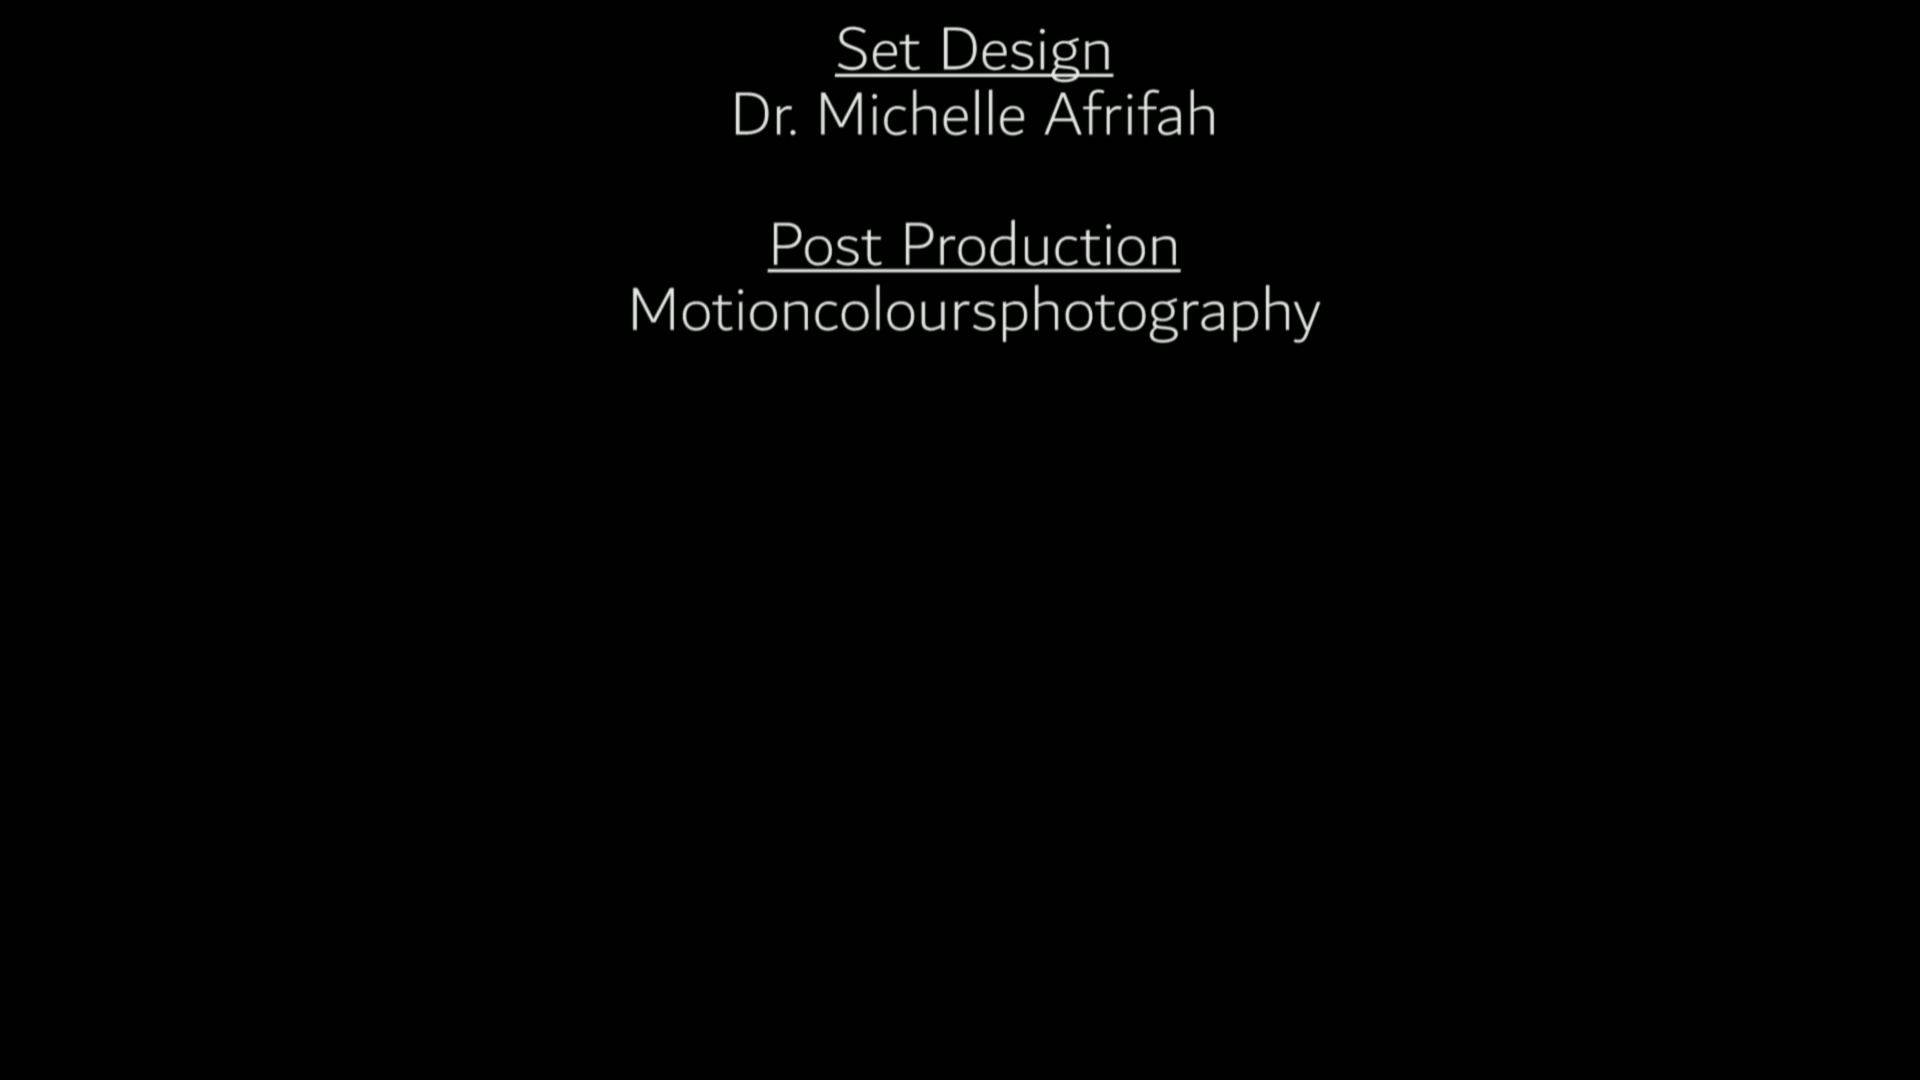 Set Design
Dr. Michelle Afrifah
Post Production
Motioncoloursphotography